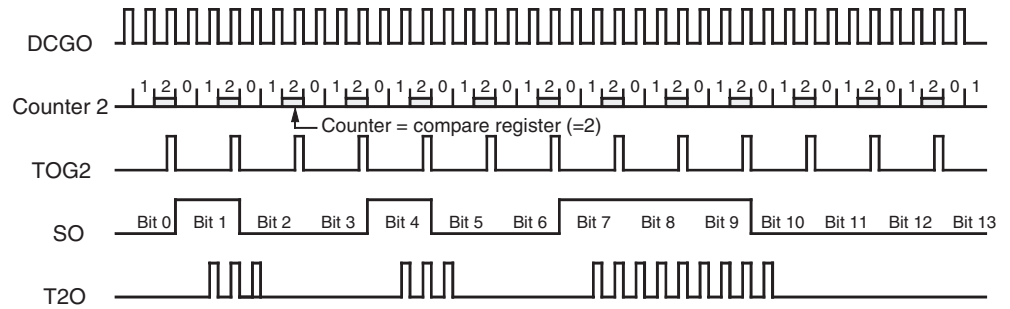 DCGO
Counter 2 1 2 0 1 2 0 1 2 0 1 2 0 1 2 0 1 2 0 1 2 0 1 2 0 1 2 0 1 2 0 1 2 0 1 2 0 1 2 0 1
Counter = compare register (=2)
TOG2
SO Bit 0 Bit 1 Bit 2 Bit 3 Bit 4 Bit 5 Bit 6 Bit 7 Bit 8 Bit 9 Bit 10 Bit 11 Bit 12 Bit 13
T2O